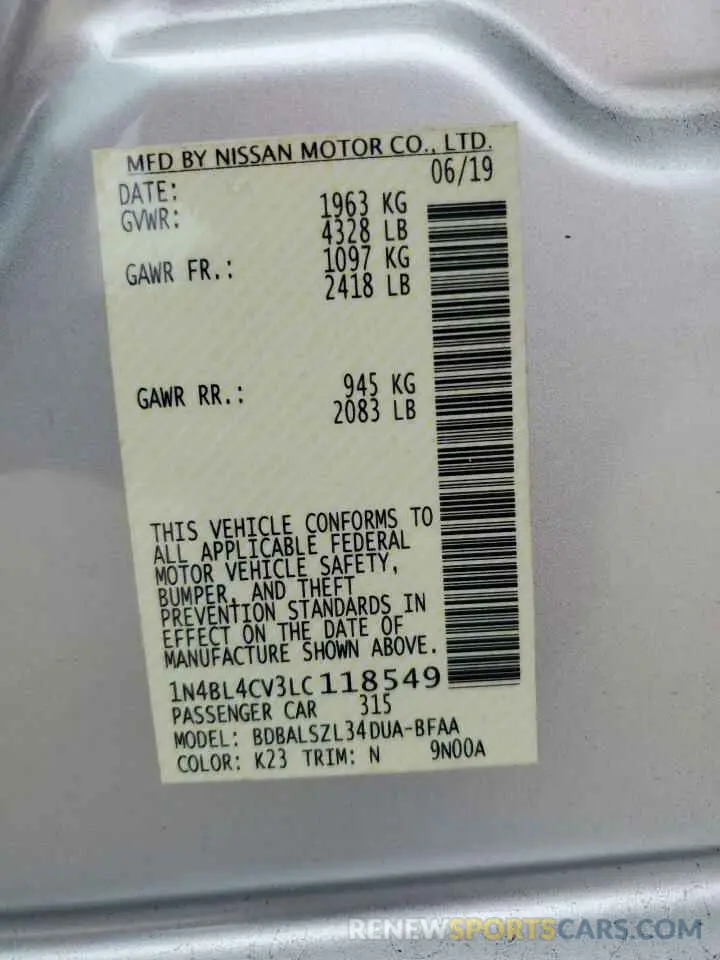 MFD BY NISSAN MOTOR CO., LTD.
DATE: 06/19
GVWR: 1963 KG
4328 LB
GAWR FR.: 1097 KG
2418 LB
GAWR RR.: 945 KG
2083 LB
THIS VEHICLE CONFORMS TO
ALL APPLICABLE FEDERAL
MOTOR VEHICLE SAFETY,
BUMPER, AND THEFT
PREVENTION STANDARDS IN
EFFECT ON THE DATE OF
MANUFACTURE SHOWN ABOVE.
1N4BL4CV3LC118549
PASSENGER CAR 315
MODEL: BDBALSZL34DUA-BFAA
COLOR: K23 TRIM: N 9N00A
RENEWSPORTSCARS.COM